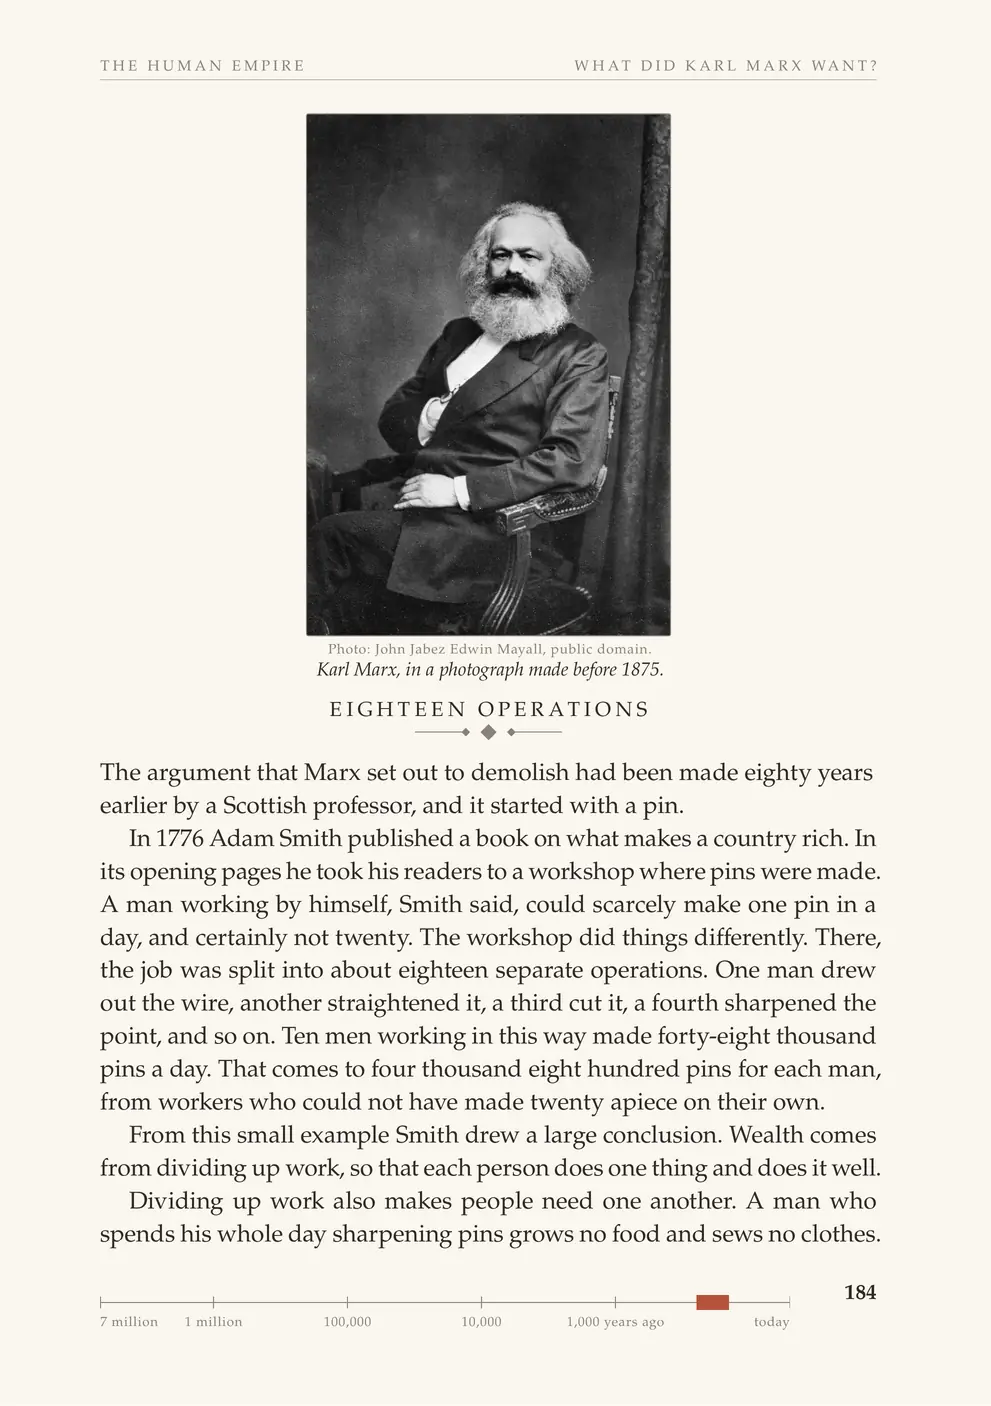 THE HUMAN EMPIRE
WHAT DID KARL MARX WANT?
Photo: John Jabez Edwin Mayall, public domain.
Karl Marx, in a photograph made before 1875.
EIGHTEEN OPERATIONS
The argument that Marx set out to demolish had been made eighty years
earlier by a Scottish professor, and it started with a pin.
In 1776 Adam Smith published a book on what makes a country rich. In
its opening pages he took his readers to a workshop where pins were made.
A man working by himself, Smith said, could scarcely make one pin in a
day, and certainly not twenty. The workshop did things differently. There,
the job was split into about eighteen separate operations. One man drew
out the wire, another straightened it, a third cut it, a fourth sharpened the
point, and so on. Ten men working in this way made forty-eight thousand
pins a day. That comes to four thousand eight hundred pins for each man,
from workers who could not have made twenty apiece on their own.
From this small example Smith drew a large conclusion. Wealth comes
from dividing up work, so that each person does one thing and does it well.
Dividing up work also makes people need one another. A man who
spends his whole day sharpening pins grows no food and sews no clothes.
184
7 million 1 million 100,000 10,000 1,000 years ago today